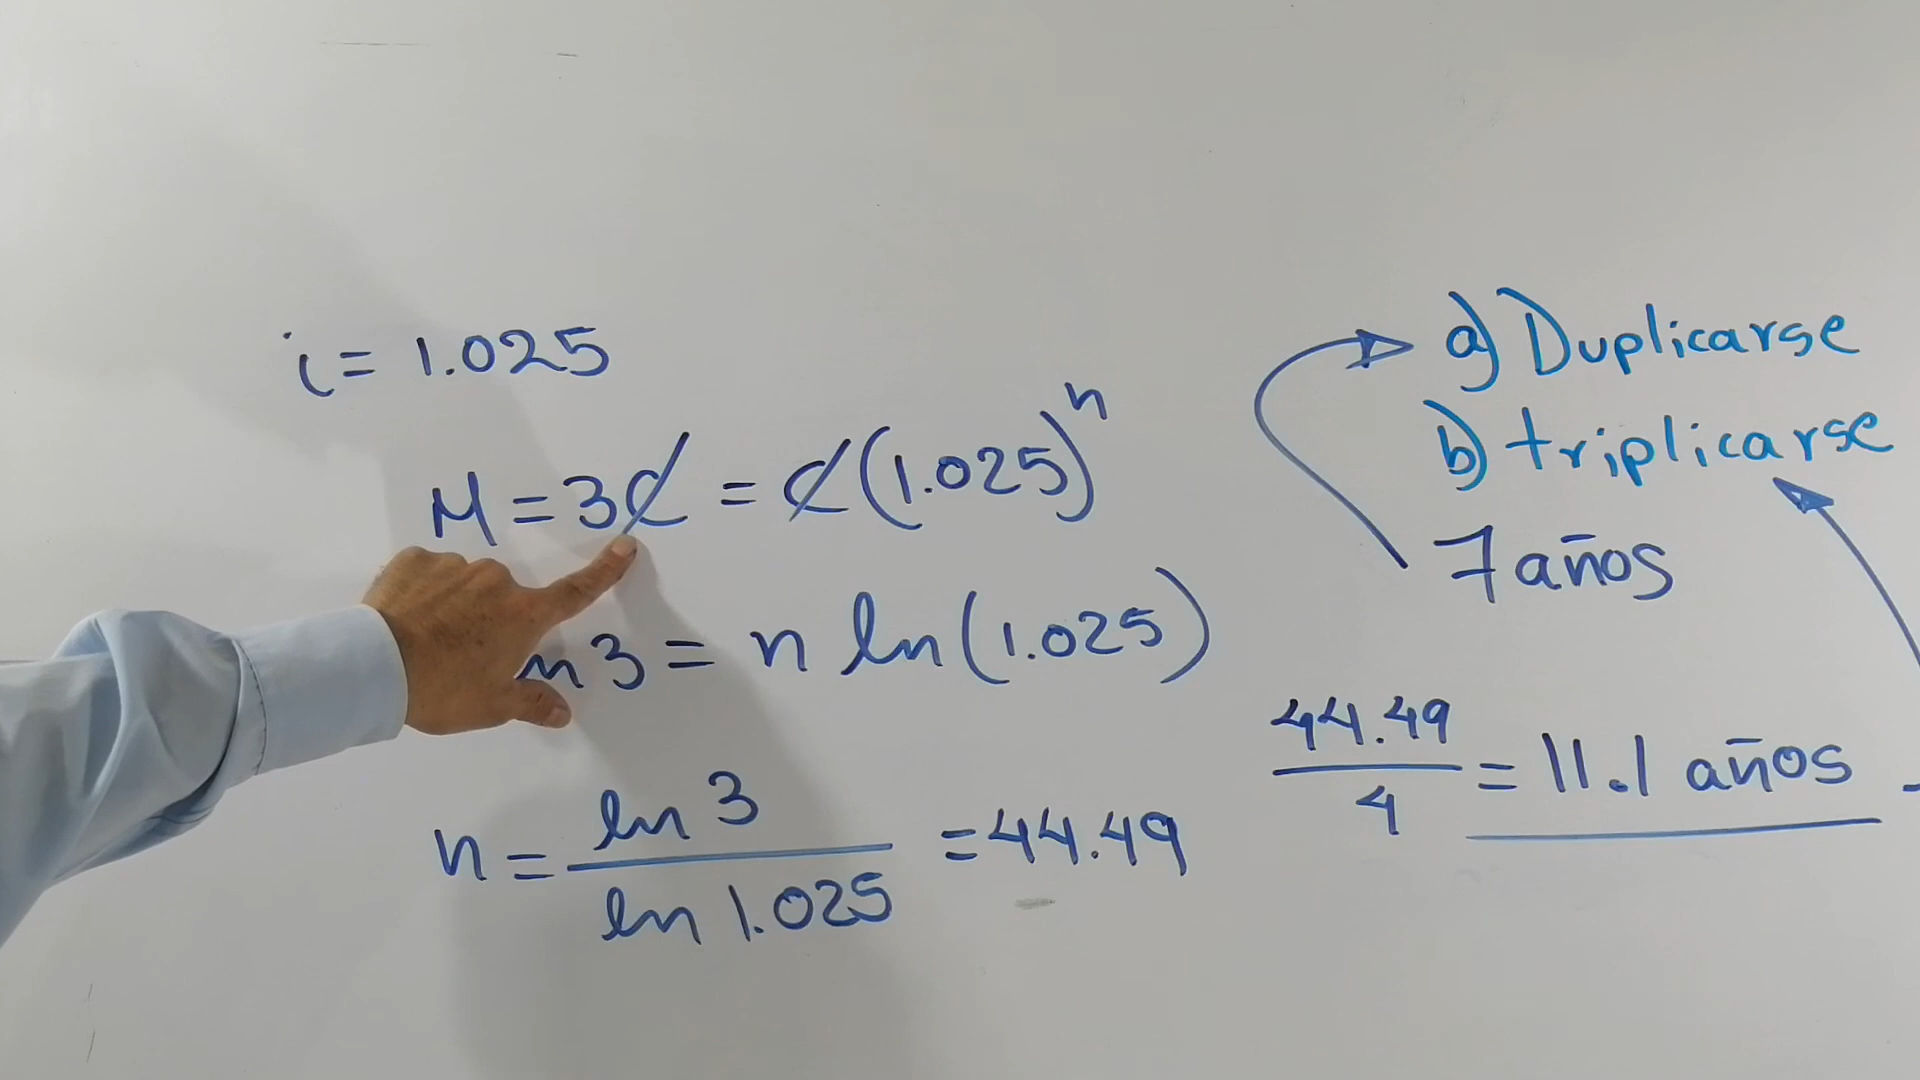 i = 1.025
M = 3C = C(1.025)^n
n 3 = n ln(1.025)
n = ln 3 / ln 1.025 = 44.49
a) Duplicarse
b) triplicarse
7 años
44.49 / 4 = 11.1 años